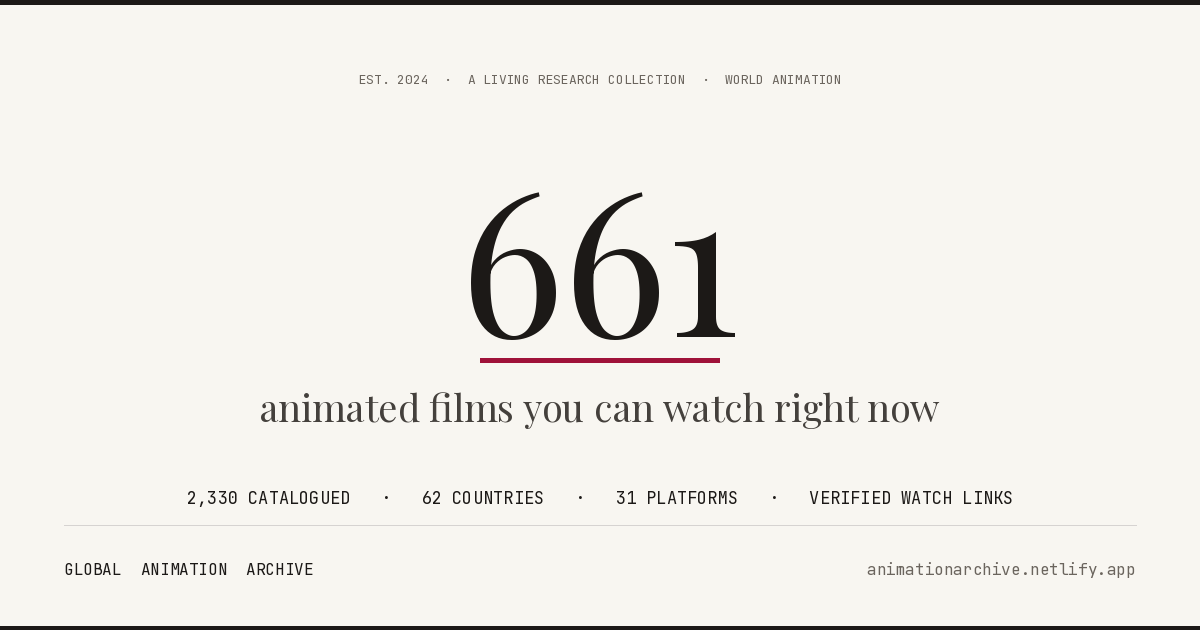 EST. 2024 · A LIVING RESEARCH COLLECTION · WORLD ANIMATION
661
animated films you can watch right now
2,330 CATALOGUED · 62 COUNTRIES · 31 PLATFORMS · VERIFIED WATCH LINKS
GLOBAL ANIMATION ARCHIVE
animationarchive.netlify.app